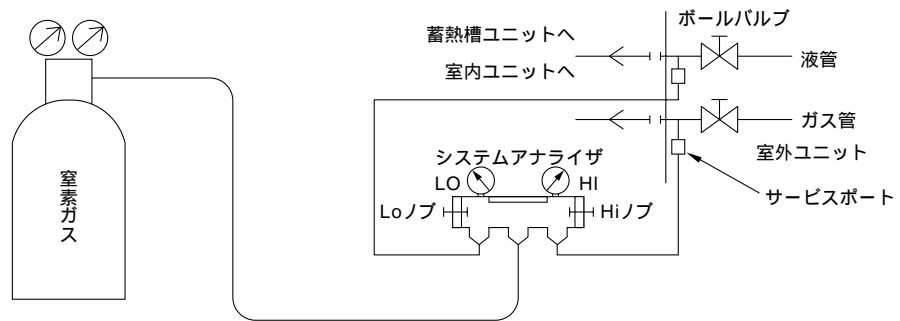 ボールバルブ
蓄熱槽ユニットへ
液管
室内ユニットへ
ガス管
室外ユニット
システムアナライザ
LO
HI
サービスポート
Loノブ
Hiノブ
窒素ガス